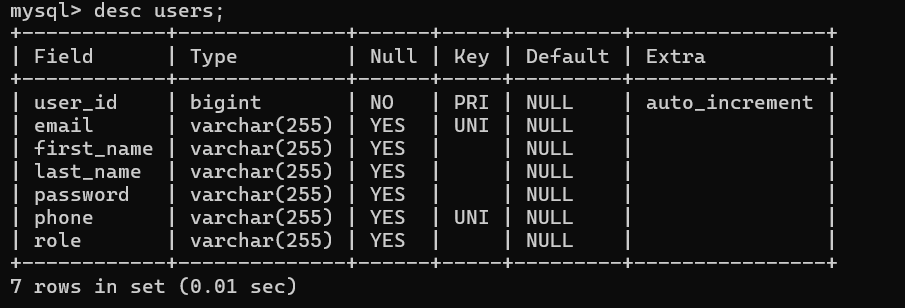 mysql> desc users;
+------------+--------------+------+-----+---------+----------------+
| Field      | Type         | Null | Key | Default | Extra          |
+------------+--------------+------+-----+---------+----------------+
| user_id    | bigint       | NO   | PRI | NULL    | auto_increment |
| email      | varchar(255) | YES  | UNI | NULL    |                |
| first_name | varchar(255) | YES  |     | NULL    |                |
| last_name  | varchar(255) | YES  |     | NULL    |                |
| password   | varchar(255) | YES  |     | NULL    |                |
| phone      | varchar(255) | YES  | UNI | NULL    |                |
| role       | varchar(255) | YES  |     | NULL    |                |
+------------+--------------+------+-----+---------+----------------+
7 rows in set (0.01 sec)